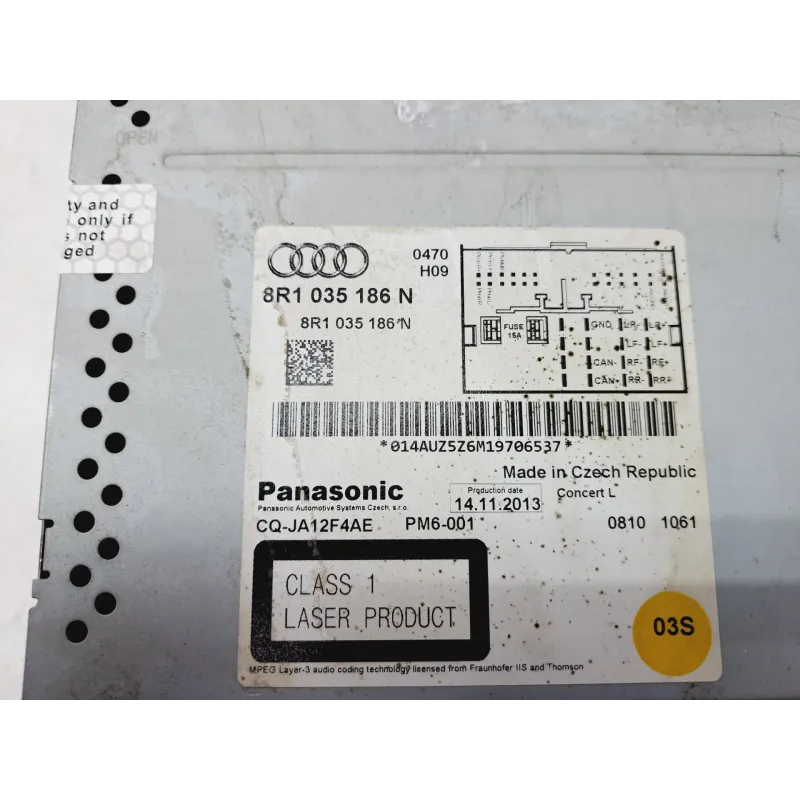 OPEN
ty and
only if
s not
ged
0470
H09
8R1 035 186 N
8R1 035 186 N
FUSE
15A
GND LR- LR+
LF- LF+
CAN- RF- RF+
CAN+ RR- RR+
*014AUZ5Z6M19706537*
Made in Czech Republic
Panasonic
Production date
14.11.2013
Concert L
Panasonic Automotive Systems Czech, s.r.o.
CQ-JA12F4AE PM6-001 0810 1061
CLASS 1
LASER PRODUCT
03S
MPEG Layer-3 audio coding technology licensed from Fraunhofer IIS and Thomson